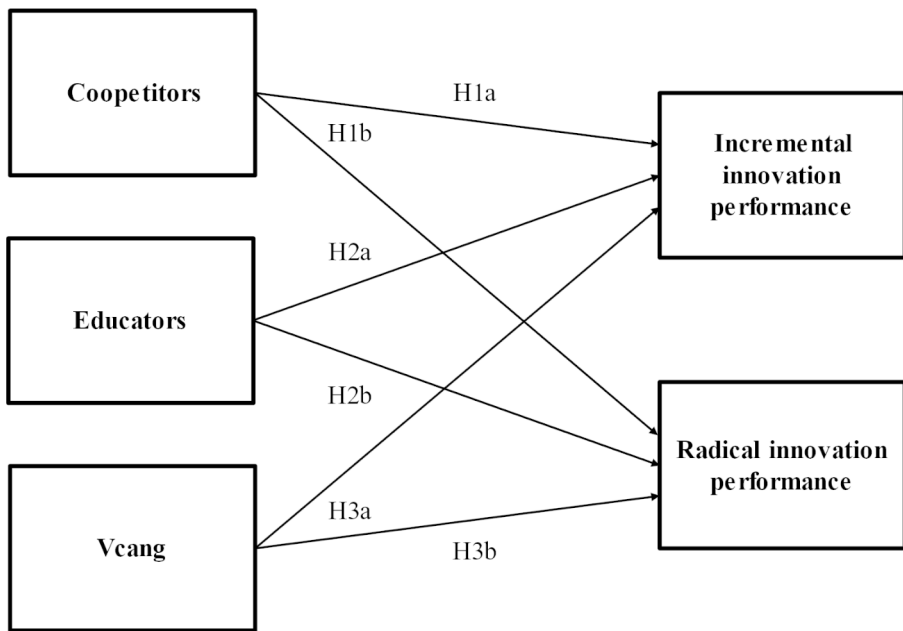 Coopetitors
H1a
H1b
Incremental
innovation
performance
H2a
Educators
H2b
Radical innovation
performance
H3a
Vcang
H3b